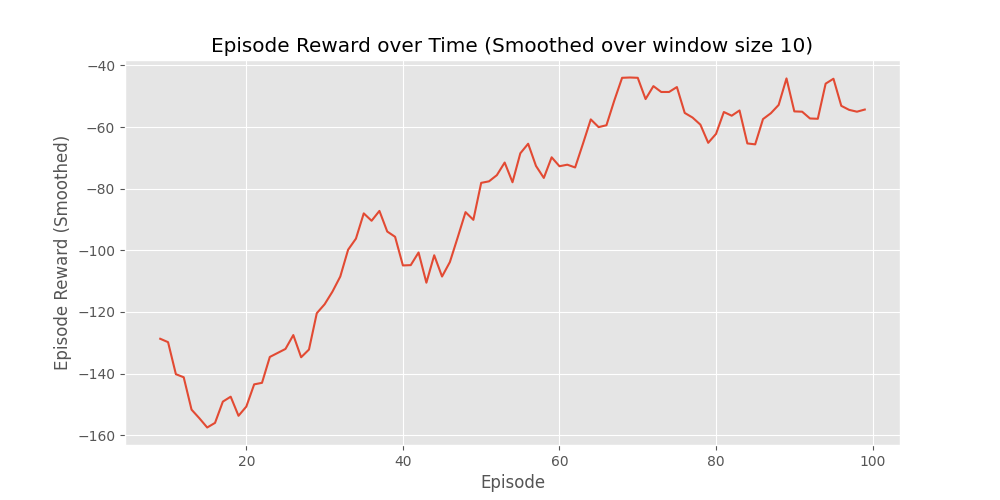 Episode Reward over Time (Smoothed over window size 10)
Episode Reward (Smoothed)
−40
−60
−80
−100
−120
−140
−160
20 40 60 80 100
Episode